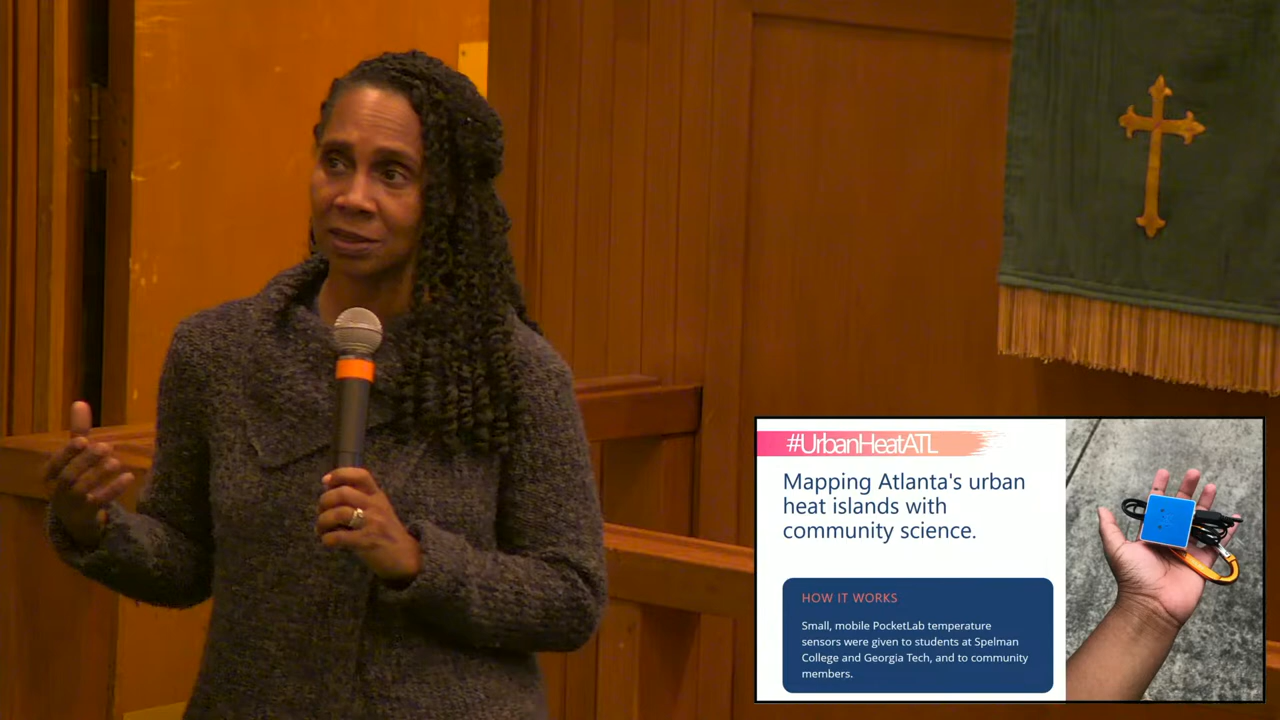 #UrbanHeatATL
Mapping Atlanta's urban
heat islands with
community science.
HOW IT WORKS
Small, mobile PocketLab temperature
sensors were given to students at Spelman
College and Georgia Tech, and to community
members.